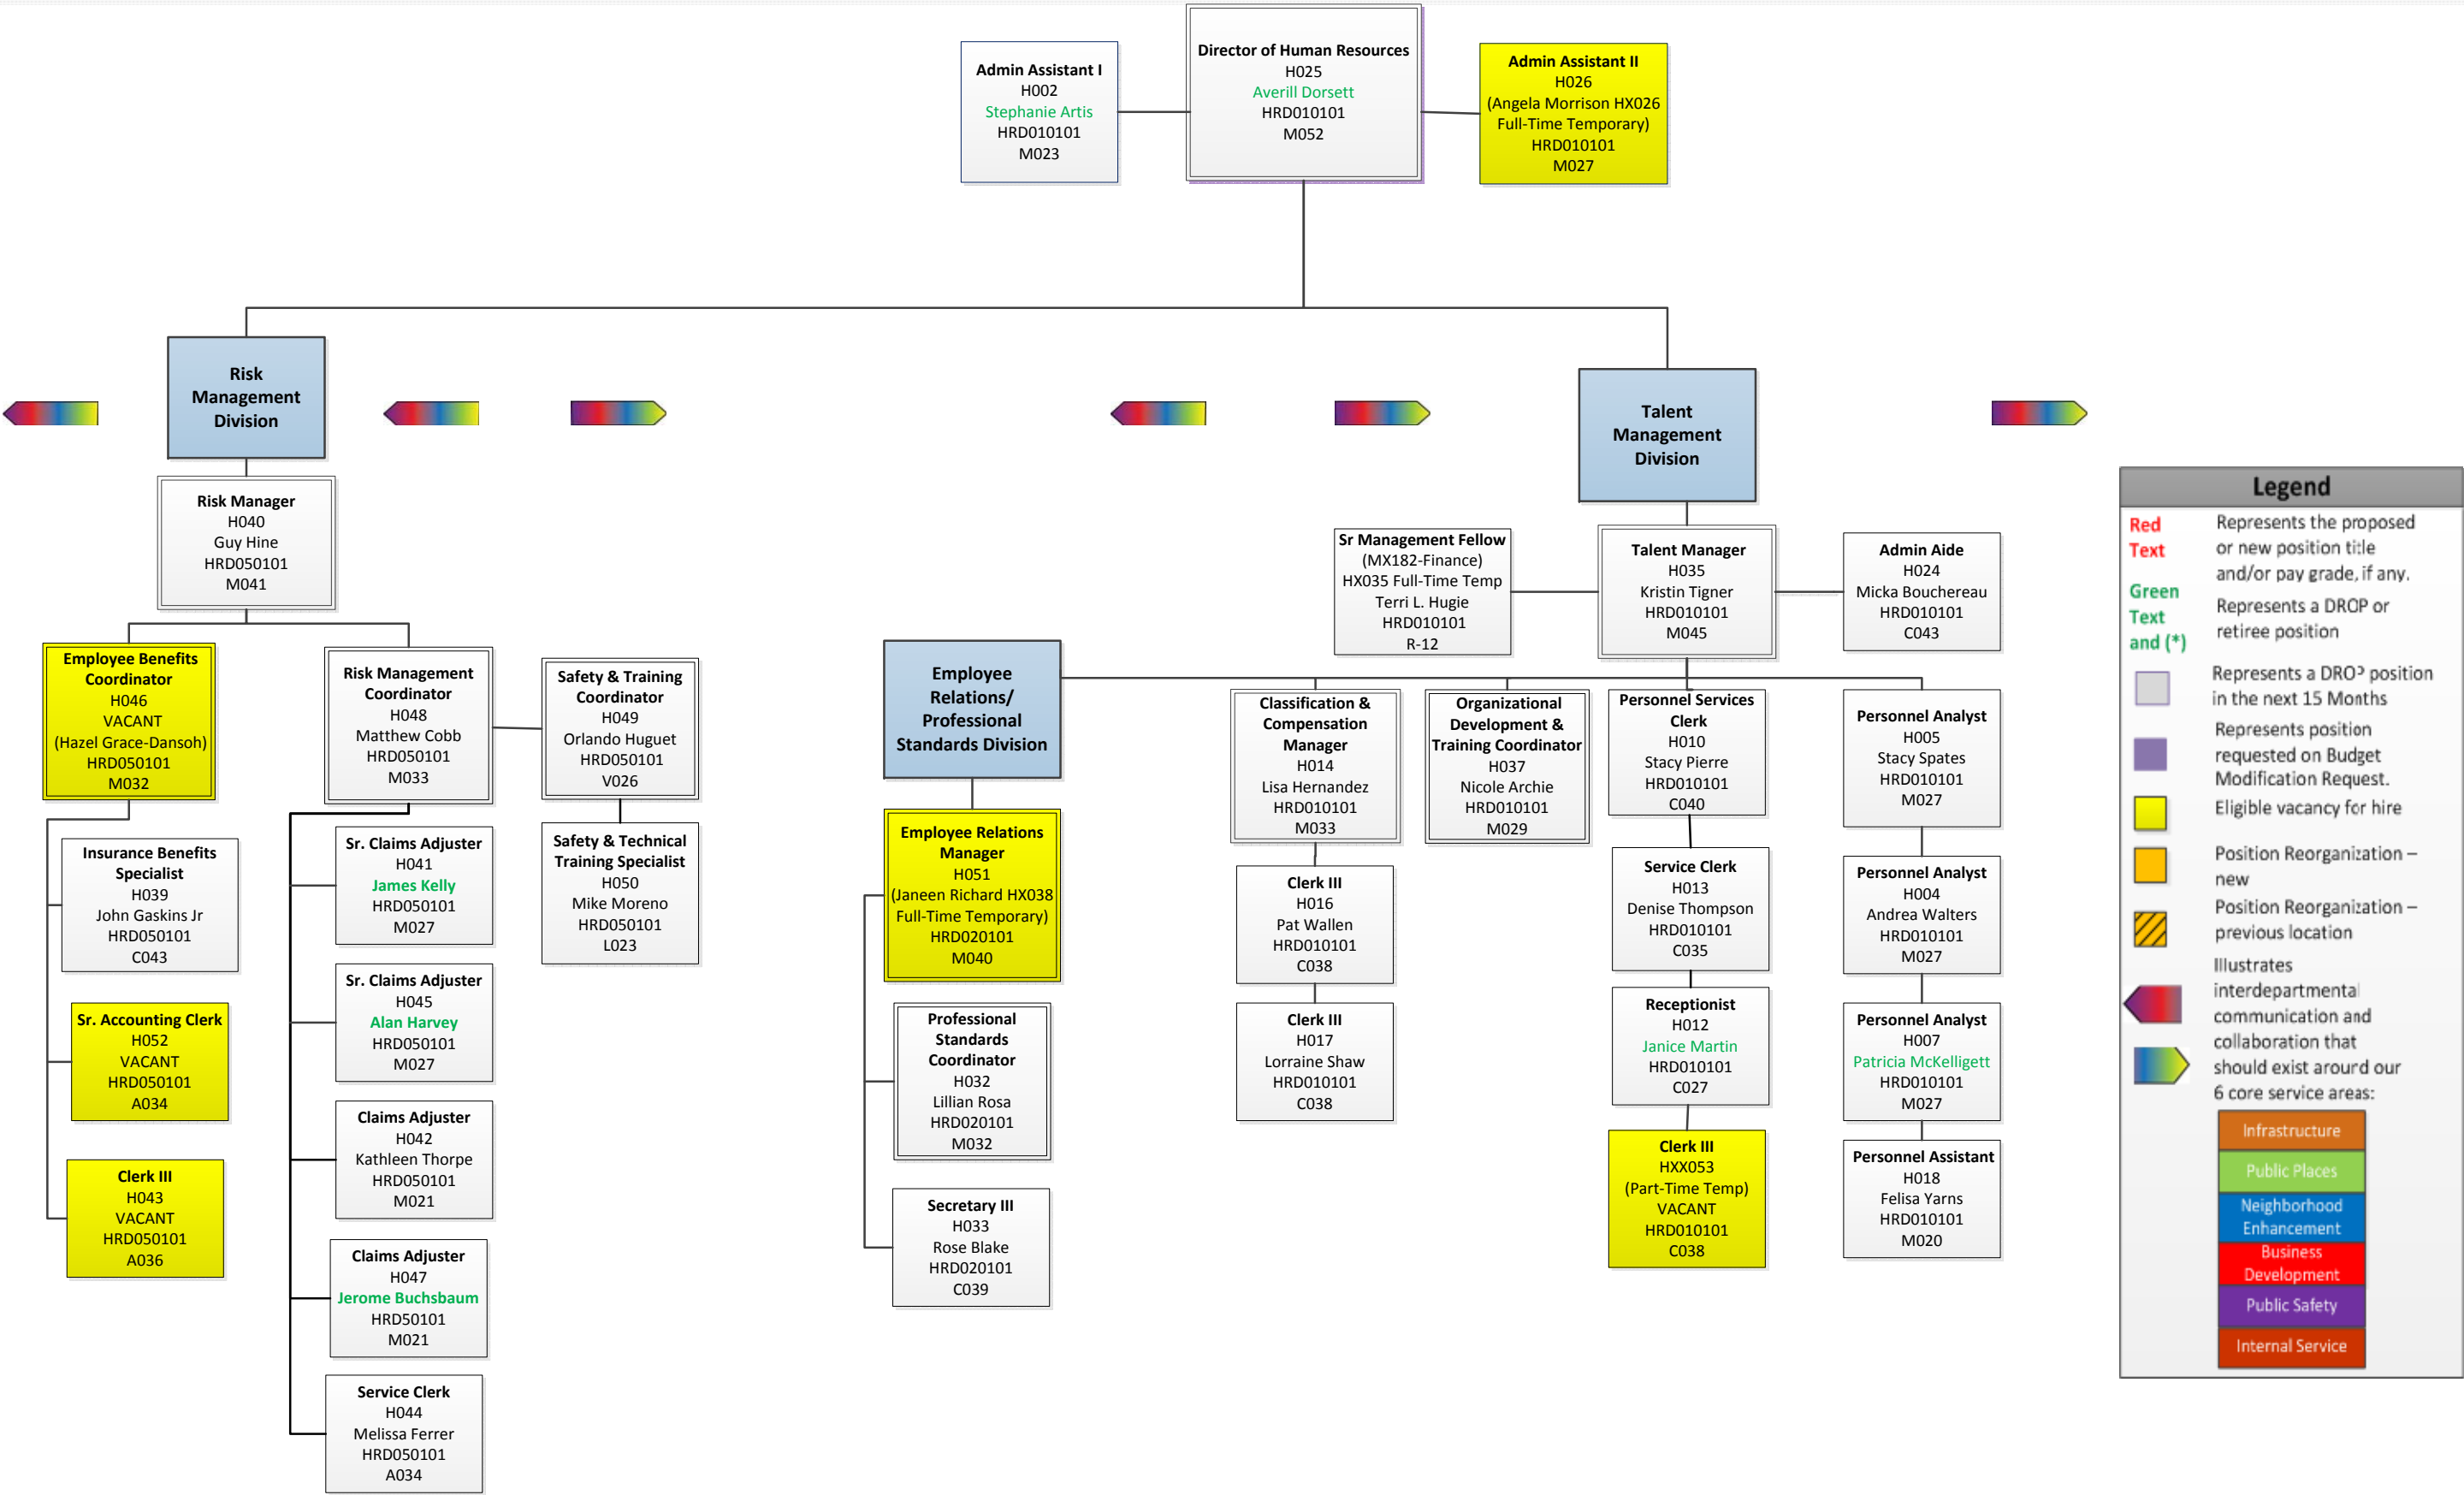 Admin Assistant I
H002
Stephanie Artis
HRD010101
M023
Director of Human Resources
H025
Averill Dorsett
HRD010101
M052
Admin Assistant II
H026
(Angela Morrison HX026
Full-Time Temporary)
HRD010101
M027
Risk
Management
Division
Talent
Management
Division
Risk Manager
H040
Guy Hine
HRD050101
M041
Sr Management Fellow
(MX182-Finance)
HX035 Full-Time Temp
Terri L. Hugie
HRD010101
R-12
Talent Manager
H035
Kristin Tigner
HRD010101
M045
Admin Aide
H024
Micka Bouchereau
HRD010101
C043
Employee Benefits
Coordinator
H046
VACANT
(Hazel Grace-Dansoh)
HRD050101
M032
Risk Management
Coordinator
H048
Matthew Cobb
HRD050101
M033
Safety & Training
Coordinator
H049
Orlando Huguet
HRD050101
V026
Insurance Benefits
Specialist
H039
John Gaskins Jr
HRD050101
C043
Sr. Accounting Clerk
H052
VACANT
HRD050101
A034
Clerk III
H043
VACANT
HRD050101
A036
Sr. Claims Adjuster
H041
James Kelly
HRD050101
M027
Sr. Claims Adjuster
H045
Alan Harvey
HRD050101
M027
Claims Adjuster
H042
Kathleen Thorpe
HRD050101
M021
Claims Adjuster
H047
Jerome Buchsbaum
HRD50101
M021
Service Clerk
H044
Melissa Ferrer
HRD050101
A034
Safety & Technical
Training Specialist
H050
Mike Moreno
HRD050101
L023
Employee
Relations/
Professional
Standards Division
Employee Relations
Manager
H051
(Janeen Richard HX038
Full-Time Temporary)
HRD020101
M040
Professional
Standards
Coordinator
H032
Lillian Rosa
HRD020101
M032
Secretary III
H033
Rose Blake
HRD020101
C039
Classification &
Compensation
Manager
H014
Lisa Hernandez
HRD010101
M033
Clerk III
H016
Pat Wallen
HRD010101
C038
Clerk III
H017
Lorraine Shaw
HRD010101
C038
Organizational
Development &
Training Coordinator
H037
Nicole Archie
HRD010101
M029
Personnel Services
Clerk
H010
Stacy Pierre
HRD010101
C040
Service Clerk
H013
Denise Thompson
HRD010101
C035
Receptionist
H012
Janice Martin
HRD010101
C027
Clerk III
HXX053
(Part-Time Temp)
VACANT
HRD010101
C038
Personnel Analyst
H005
Stacy Spates
HRD010101
M027
Personnel Analyst
H004
Andrea Walters
HRD010101
M027
Personnel Analyst
H007
Patricia McKelligett
HRD010101
M027
Personnel Assistant
H018
Felisa Yarns
HRD010101
M020
Legend
Red
Text
Represents the proposed
or new position title
and/or pay grade, if any.
Green
Text
and (*)
Represents a DROP or
retiree position
Represents a DROP position
in the next 15 Months
Represents position
requested on Budget
Modification Request.
Eligible vacancy for hire
Position Reorganization –
new
Position Reorganization –
previous location
Illustrates
interdepartmental
communication and
collaboration that
should exist around our
6 core service areas:
Infrastructure
Public Places
Neighborhood
Enhancement
Business
Development
Public Safety
Internal Service